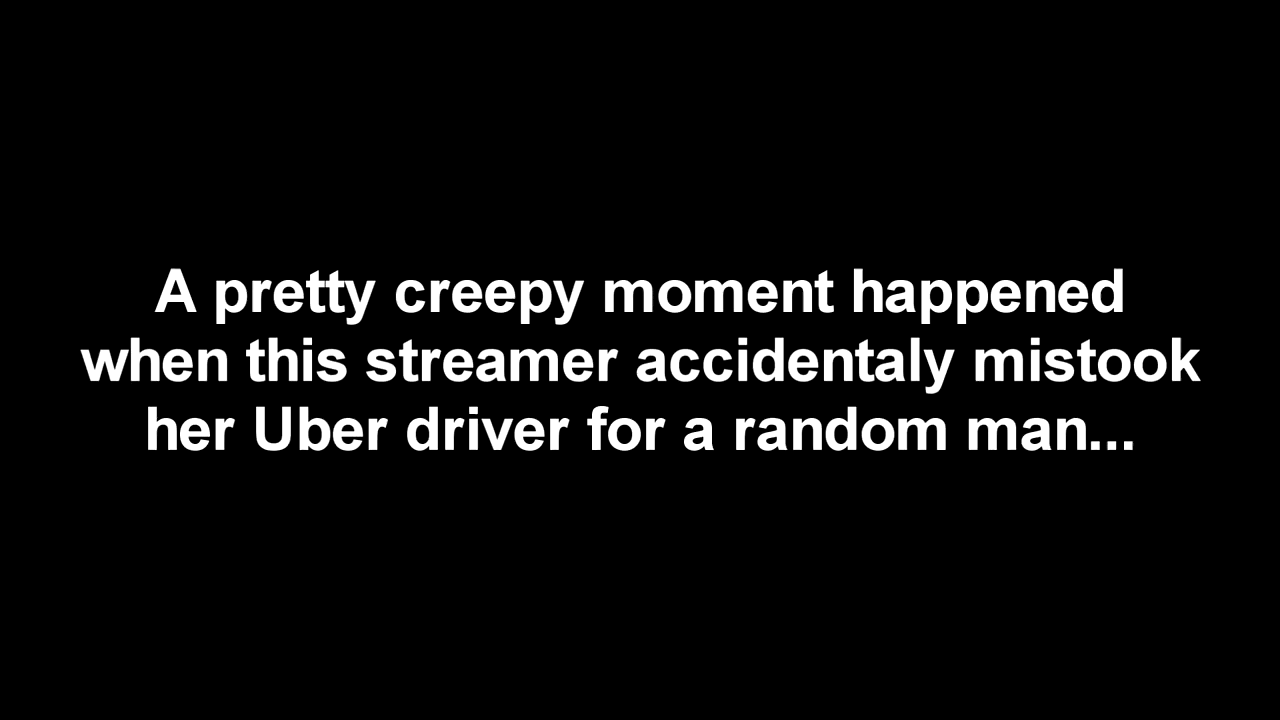 A pretty creepy moment happened
when this streamer accidentaly mistook
her Uber driver for a random man...